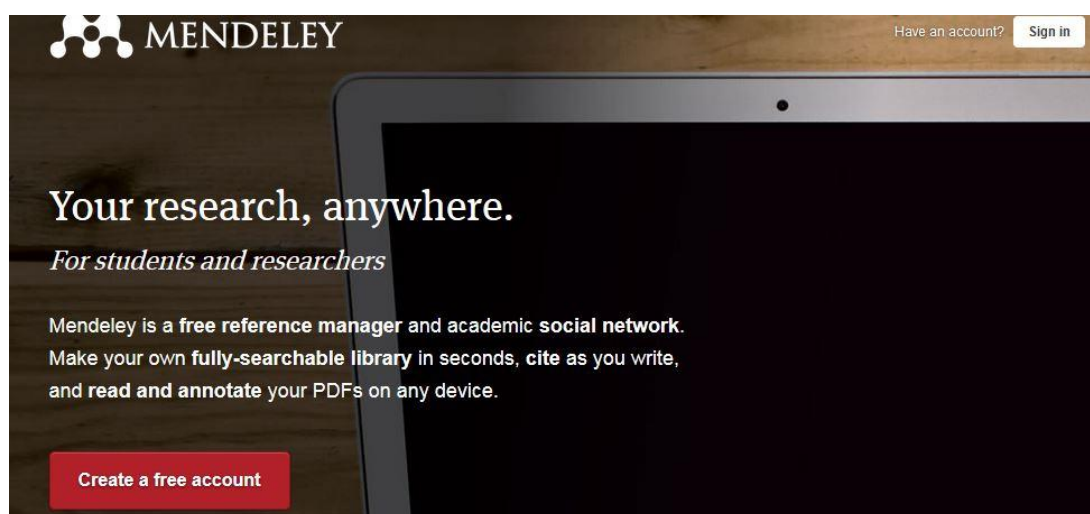 MENDELEY
Have an account? Sign in
Your research, anywhere.
For students and researchers
Mendeley is a free reference manager and academic social network.
Make your own fully-searchable library in seconds, cite as you write,
and read and annotate your PDFs on any device.
Create a free account